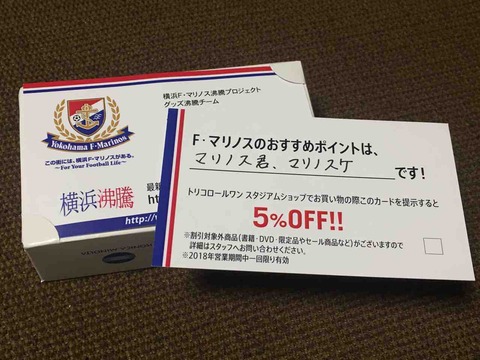 横浜F・マリノス沸騰プロジェクト
グッズ沸騰チーム
Yokohama F·Marinos
この街には、横浜F・マリノスがある。
～For Your Football Life～
横浜沸騰
最新
ht
http://
F・マリノスのおすすめポイントは、
マリノス君、マリノスケ です!
トリコロールワン スタジアムショップでお買い物の際このカードを提示すると
5%OFF!!
※割引対象外商品(書籍・DVD・限定品やセール商品など)がございますので
詳細はスタッフへお問い合わせください。
※2018年営業期間中一回限り有効